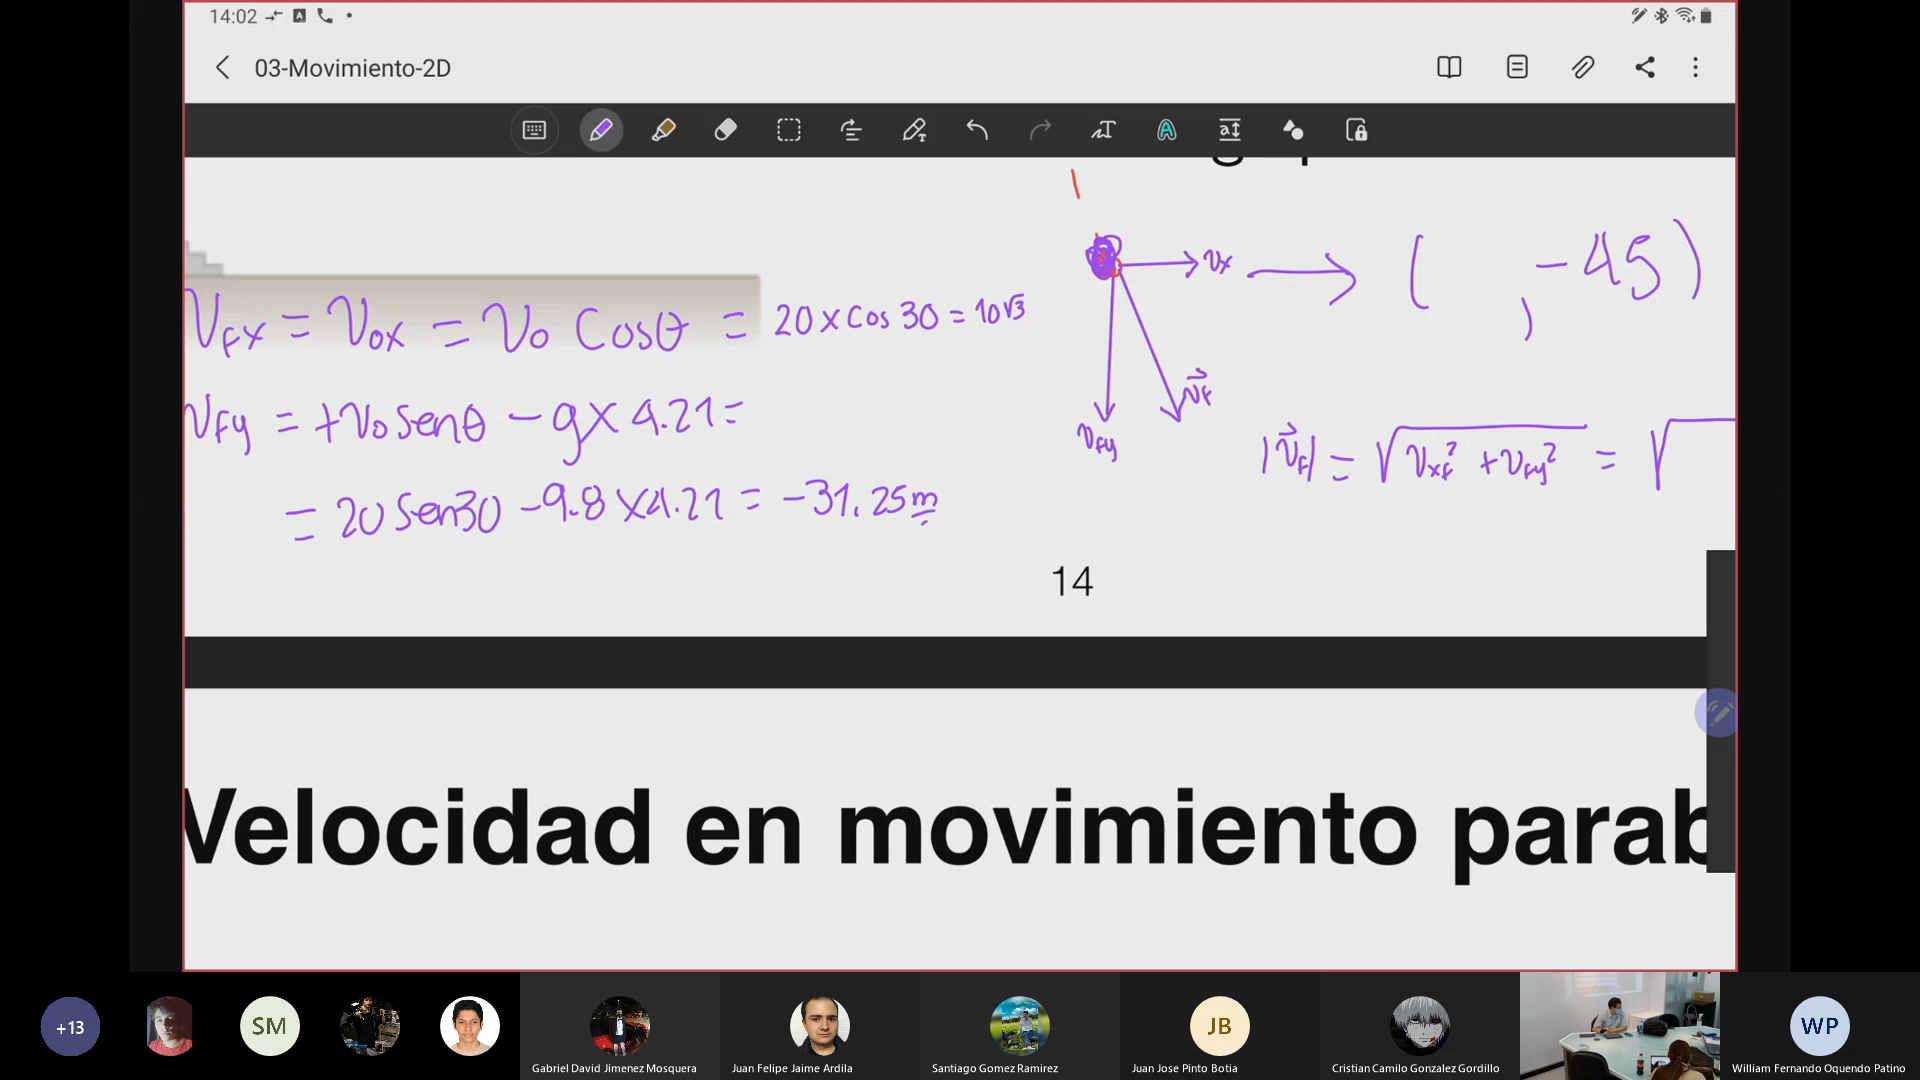 14:02
03-Movimiento-2D
Vfx = Vox = Vo Cosθ = 20 x Cos 30 = 10√3
Vfy = +Vo Senθ - g x 4.21 =
= 20 Sen30 - 9.8 x 4.21 = -31.25 m
vx → ( , -45)
vf
vfy
|vf| = √vxf² + vfy² = √
14
Velocidad en movimiento parab
+13
SM
JB
WP
Gabriel David Jimenez Mosquera
Juan Felipe Jaime Ardila
Santiago Gomez Ramirez
Juan Jose Pinto Botia
Cristian Camilo Gonzalez Gordillo
William Fernando Oquendo Patino